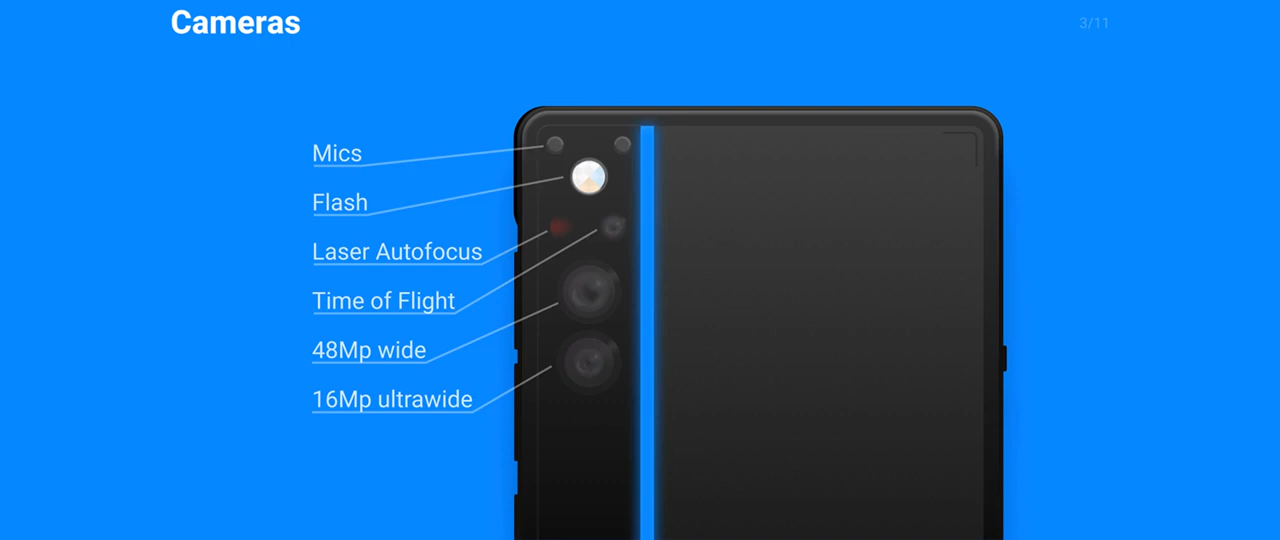 Cameras
3/11
Mics
Flash
Laser Autofocus
Time of Flight
48Mp wide
16Mp ultrawide